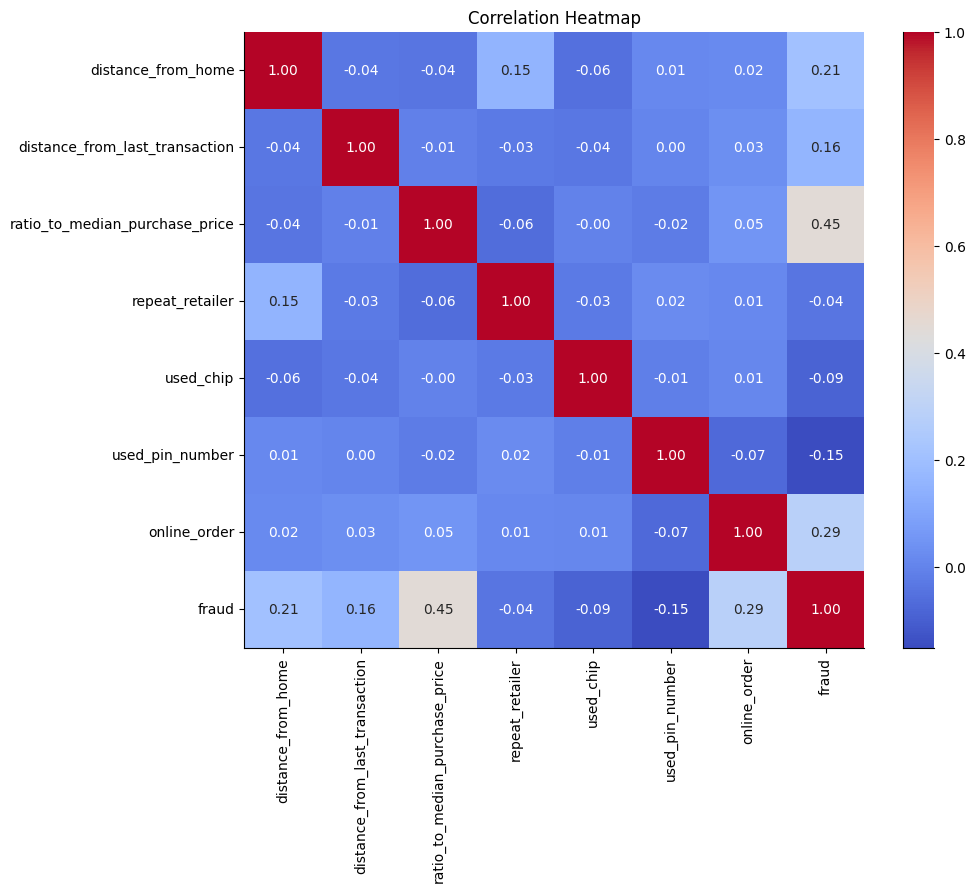 Correlation Heatmap
distance_from_home 1.00 -0.04 -0.04 0.15 -0.06 0.01 0.02 0.21
distance_from_last_transaction -0.04 1.00 -0.01 -0.03 -0.04 0.00 0.03 0.16
ratio_to_median_purchase_price -0.04 -0.01 1.00 -0.06 -0.00 -0.02 0.05 0.45
repeat_retailer 0.15 -0.03 -0.06 1.00 -0.03 0.02 0.01 -0.04
used_chip -0.06 -0.04 -0.00 -0.03 1.00 -0.01 0.01 -0.09
used_pin_number 0.01 0.00 -0.02 0.02 -0.01 1.00 -0.07 -0.15
online_order 0.02 0.03 0.05 0.01 0.01 -0.07 1.00 0.29
fraud 0.21 0.16 0.45 -0.04 -0.09 -0.15 0.29 1.00
distance_from_home
distance_from_last_transaction
ratio_to_median_purchase_price
repeat_retailer
used_chip
used_pin_number
online_order
fraud
1.0
0.8
0.6
0.4
0.2
0.0